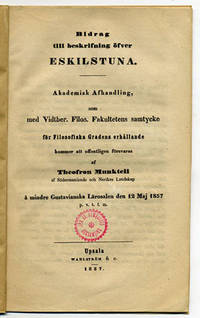 Bidrag
till beskrifning öfver
ESKILSTUNA.
Akademisk Afhandling,
som
med Vidtber. Filos. Fakultetens samtycke
för Filosofiska Gradens erhållande
kommer att offentligen försvaras
af
Theofron Munktell
af Södermanlands och Nerikes Landskap
å mindre Gustavianska Lärosalen den 12 Maj 1857
p. v. t. f. m.
Upsala
WAHLSTRÖM & C.
1857.